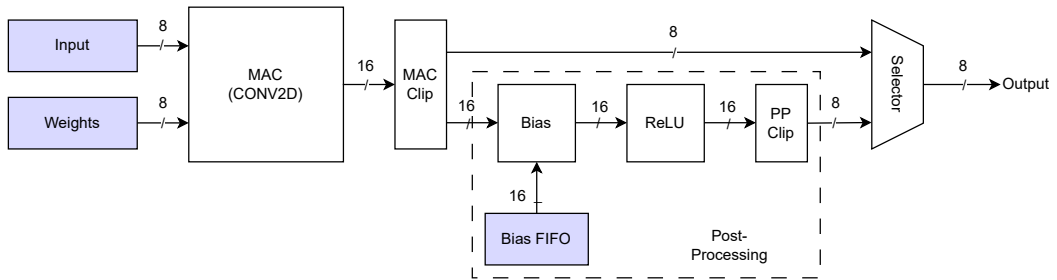 Input
8
Weights
8
MAC
(CONV2D)
16
MAC
Clip
8
16
Bias
16
ReLU
16
PP
Clip
8
16
Bias FIFO
Post-
Processing
Selector
8
Output